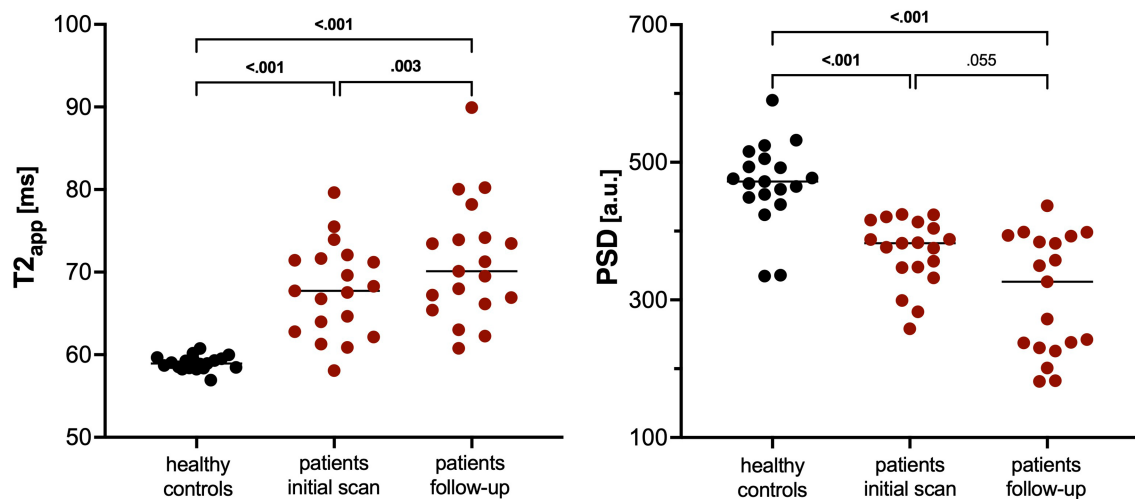 100
90
80
70
60
50
T2app [ms]
<.001
<.001
.003
healthy
controls
patients
initial scan
patients
follow-up
700
500
300
100
PSD [a.u.]
<.001
<.001
.055
healthy
controls
patients
initial scan
patients
follow-up